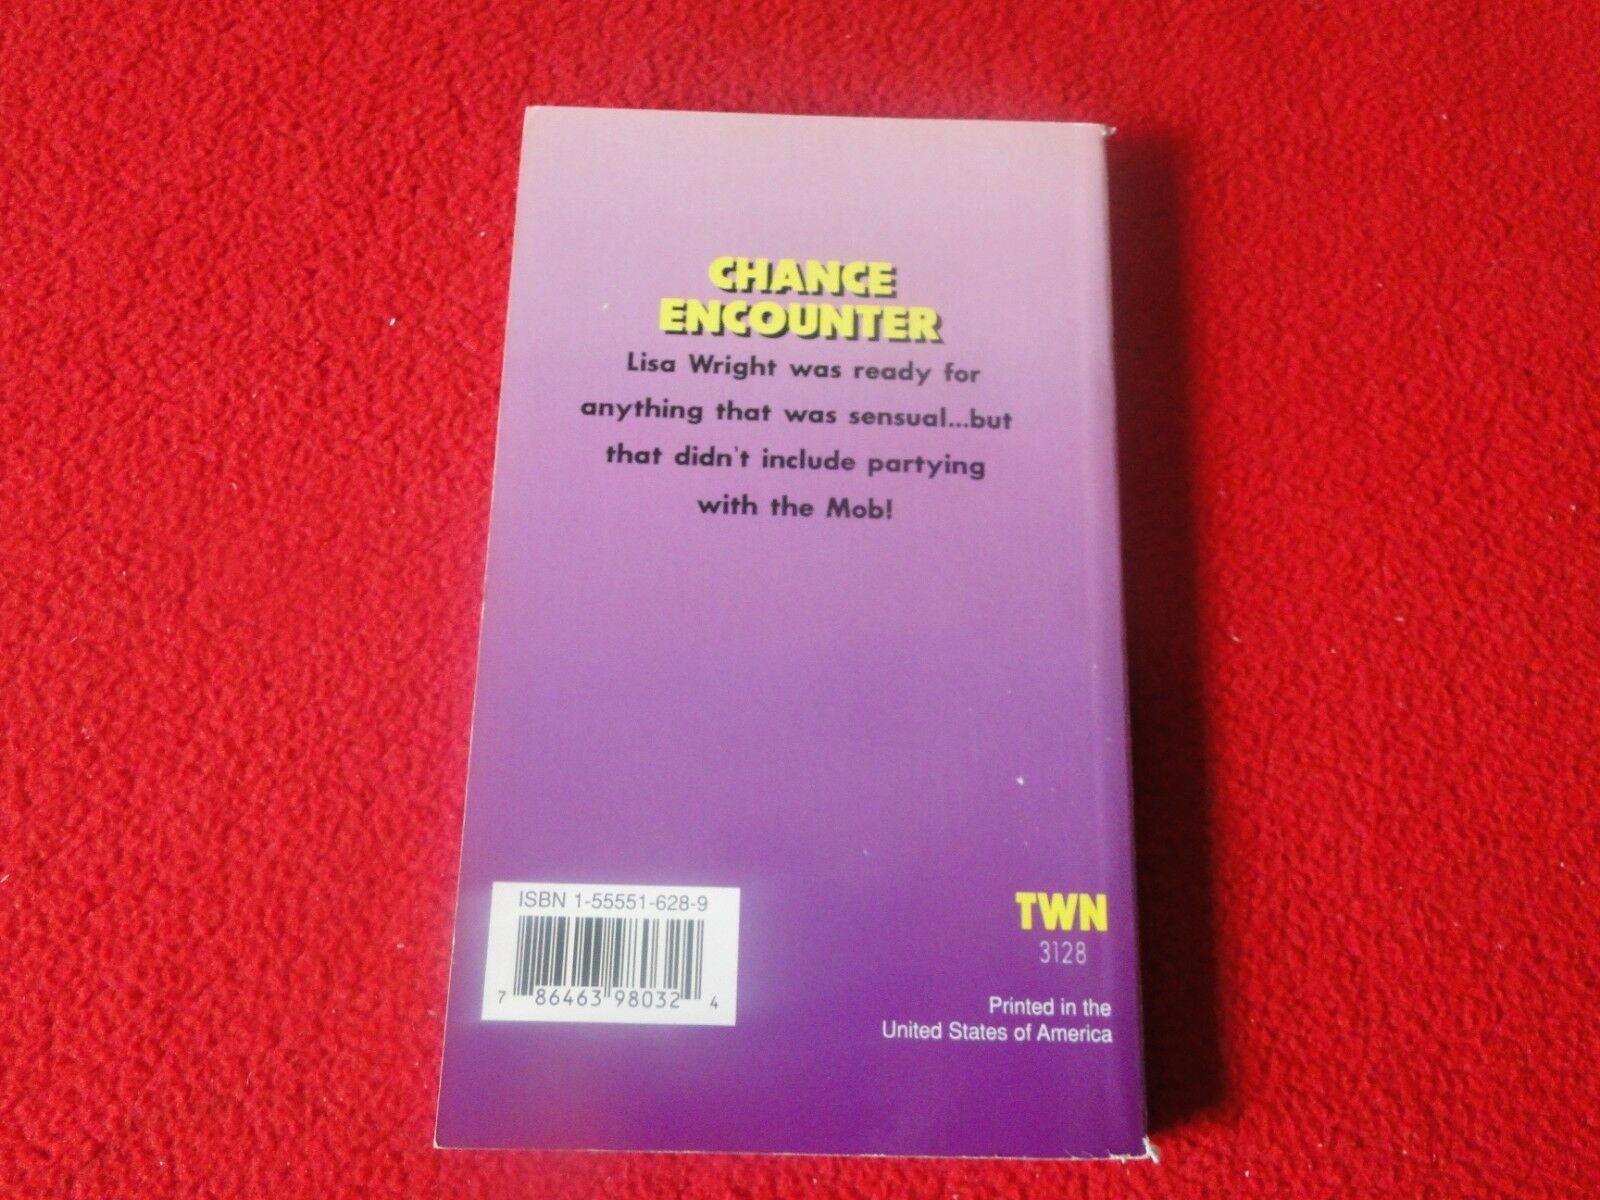 CHANCE
ENCOUNTER
Lisa Wright was ready for
anything that was sensual...but
that didn't include partying
with the Mob!
ISBN 1-55551-628-9
7 86463 98032 4
TWN
3128
Printed in the
United States of America